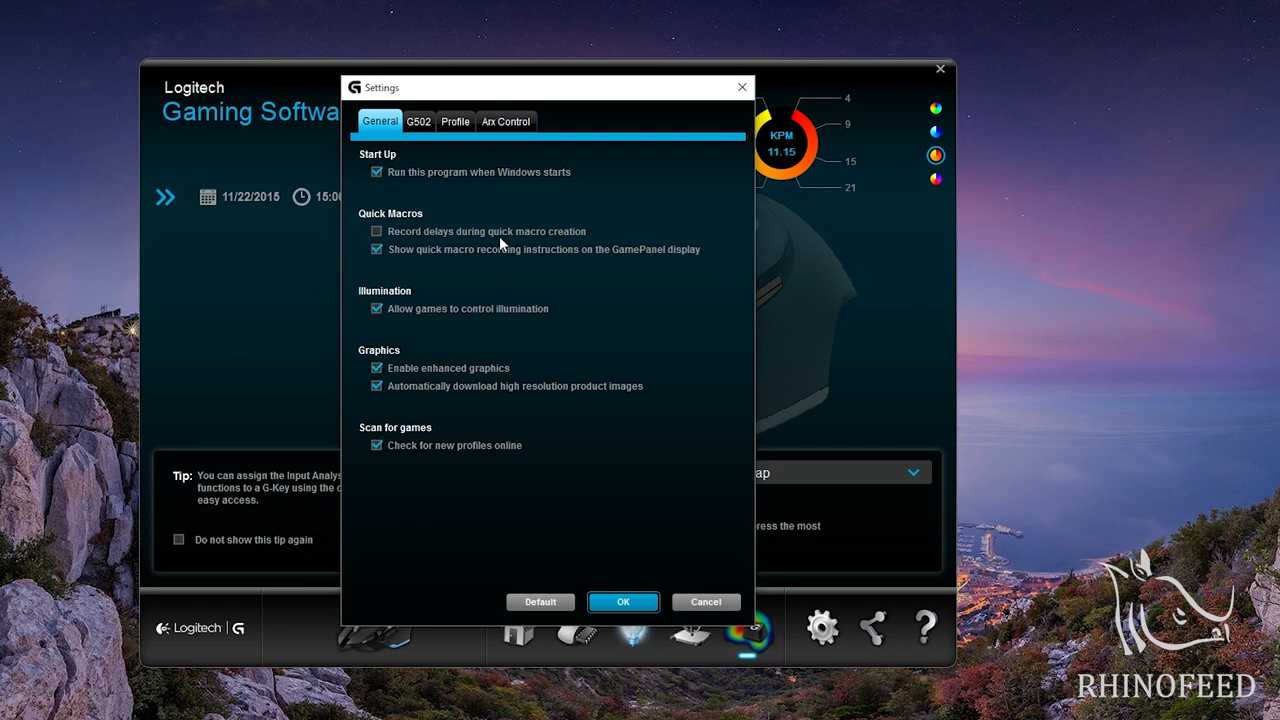 Logitech
Gaming Softwa
Settings
General G502 Profile Arx Control
Start Up
Run this program when Windows starts
Quick Macros
Record delays during quick macro creation
Show quick macro recording instructions on the GamePanel display
Illumination
Allow games to control illumination
Graphics
Enable enhanced graphics
Automatically download high resolution product images
Scan for games
Check for new profiles online
Default OK Cancel
11/22/2015 15:00
KPM
11.15
4
9
15
21
Tip: You can assign the Input Analys
functions to a G-Key using the c
easy access.
Do not show this tip again
ap
ress the most
Logitech | G
RHINOFEED